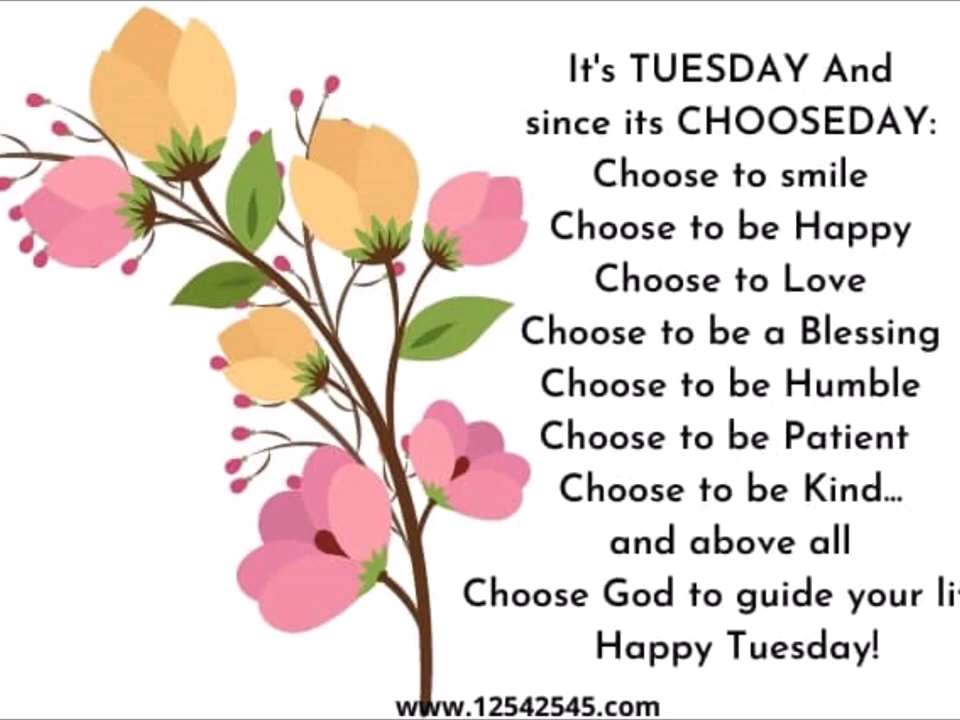 It's TUESDAY And
since its CHOOSEDAY:
Choose to smile
Choose to be Happy
Choose to Love
Choose to be a Blessing
Choose to be Humble
Choose to be Patient
Choose to be Kind...
and above all
Choose God to guide your
Happy Tuesday!
www.12542545.com